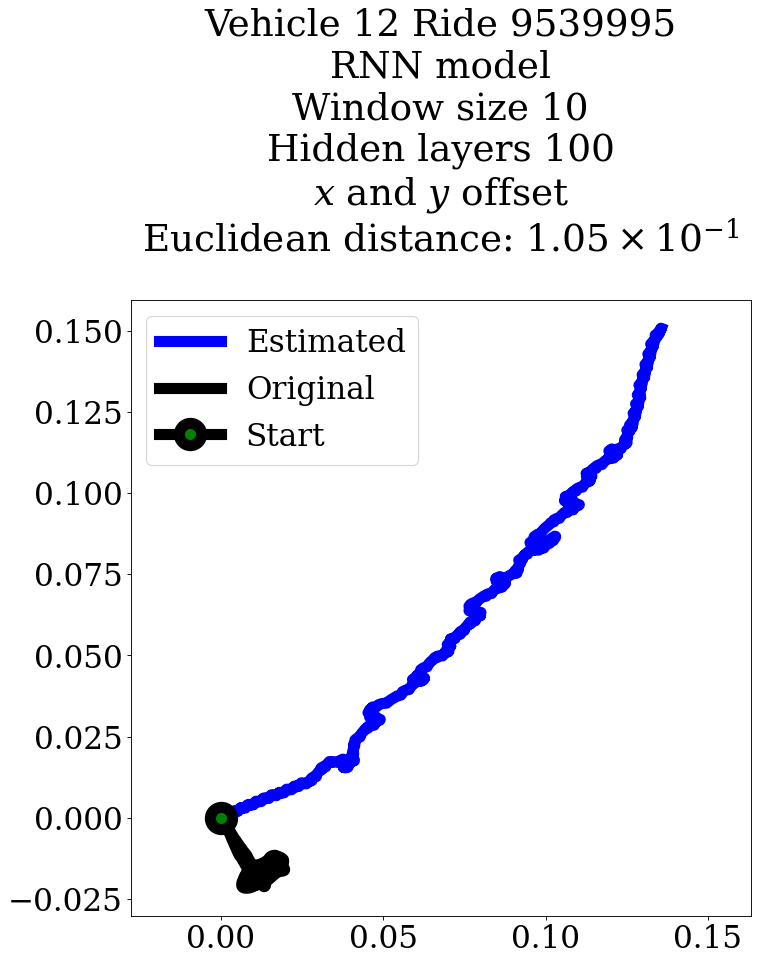 Vehicle 12 Ride 9539995
RNN model
Window size 10
Hidden layers 100
x and y offset
Euclidean distance: 1.05 × 10⁻¹
Estimated
Original
Start
0.150
0.125
0.100
0.075
0.050
0.025
0.000
−0.025
0.00 0.05 0.10 0.15